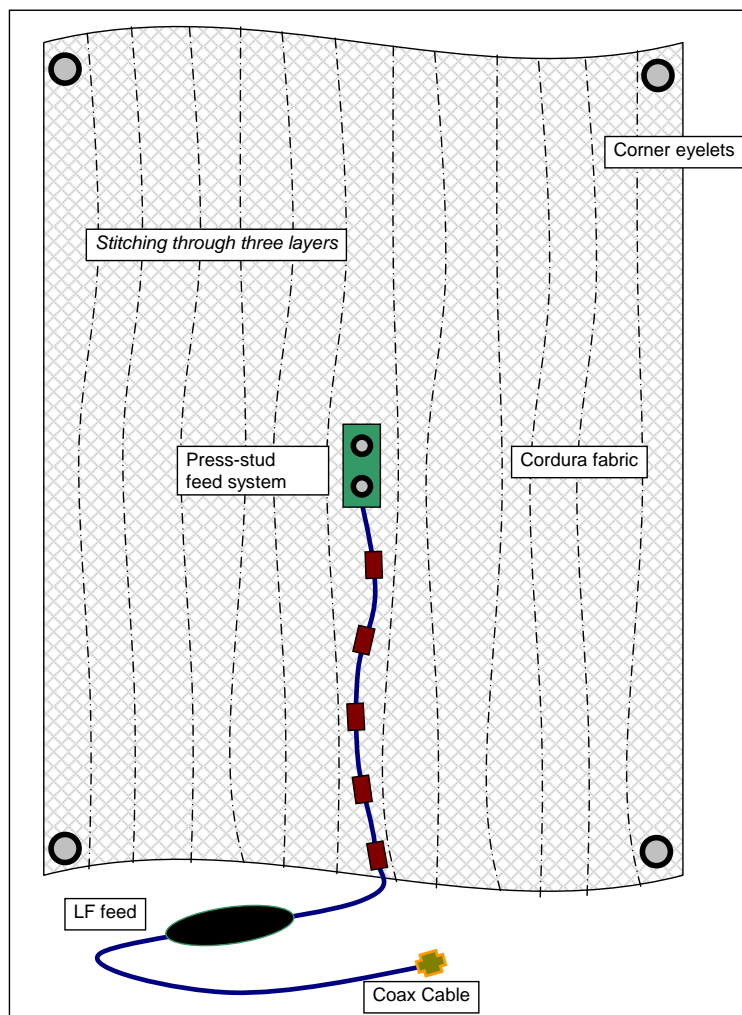 Corner eyelets
Stitching through three layers
Press-stud
feed system
Cordura fabric
LF feed
Coax Cable